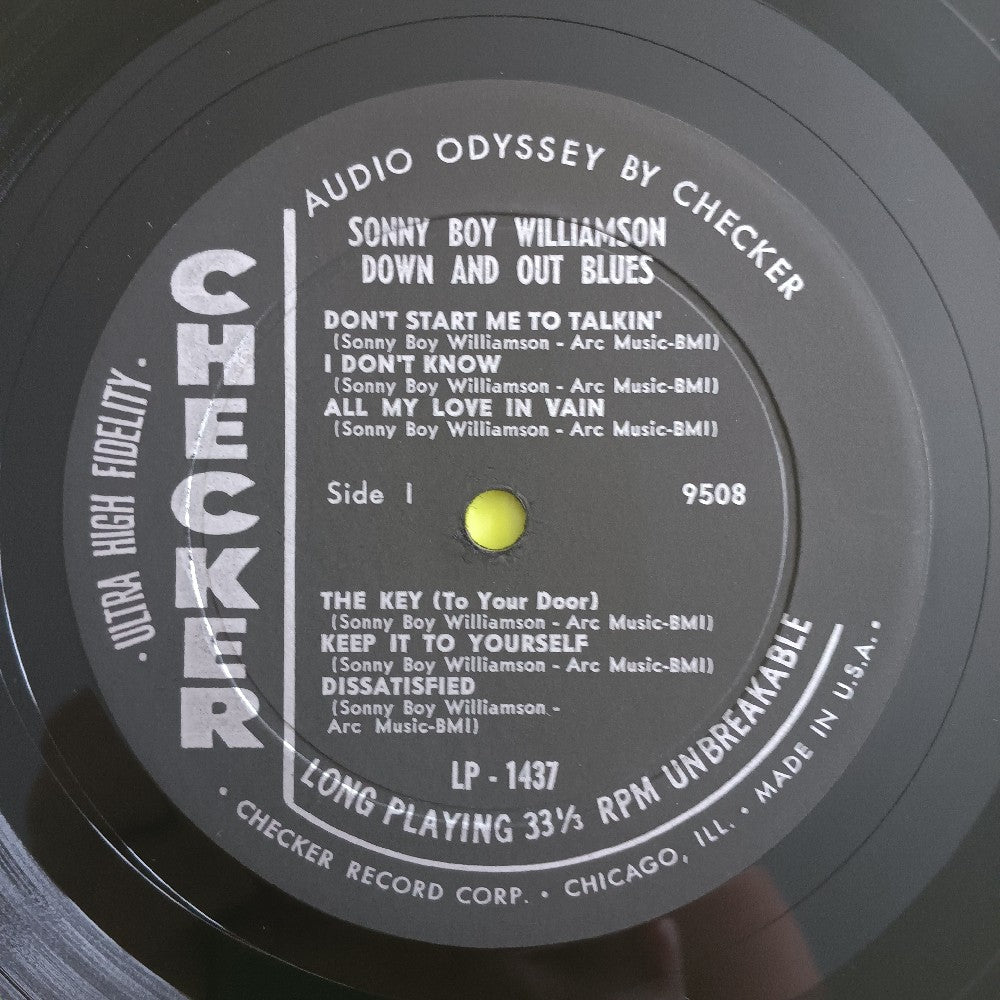 AUDIO ODYSSEY BY CHECKER
· ULTRA HIGH FIDELITY ·
CHECKER
SONNY BOY WILLIAMSON
DOWN AND OUT BLUES
DON'T START ME TO TALKIN'
(Sonny Boy Williamson - Arc Music-BMI)
I DON'T KNOW
(Sonny Boy Williamson - Arc Music-BMI)
ALL MY LOVE IN VAIN
(Sonny Boy Williamson - Arc Music-BMI)
Side 1 9508
THE KEY (To Your Door)
(Sonny Boy Williamson - Arc Music-BMI)
KEEP IT TO YOURSELF
(Sonny Boy Williamson - Arc Music-BMI)
DISSATISFIED
(Sonny Boy Williamson -
Arc Music-BMI)
LP - 1437
LONG PLAYING 33⅓ RPM UNBREAKABLE
· CHECKER RECORD CORP. · CHICAGO, ILL. · MADE IN U.S.A. ·